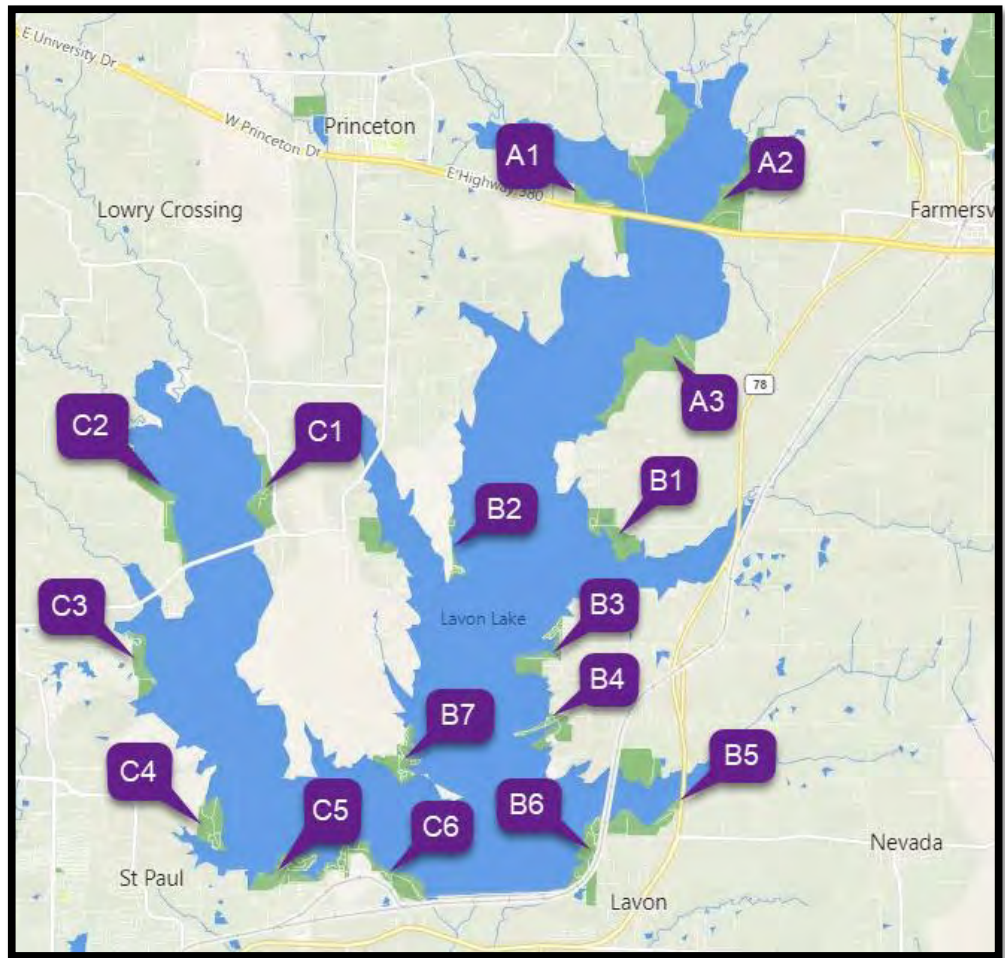 E University Dr
W Princeton Dr
Princeton
A1
A2
E Highway 380
Lowry Crossing
Farmersv
78
A3
C2
C1
B1
B2
C3
Lavon Lake
B3
B4
B7
C4
B5
C5
C6
B6
Nevada
St Paul
Lavon